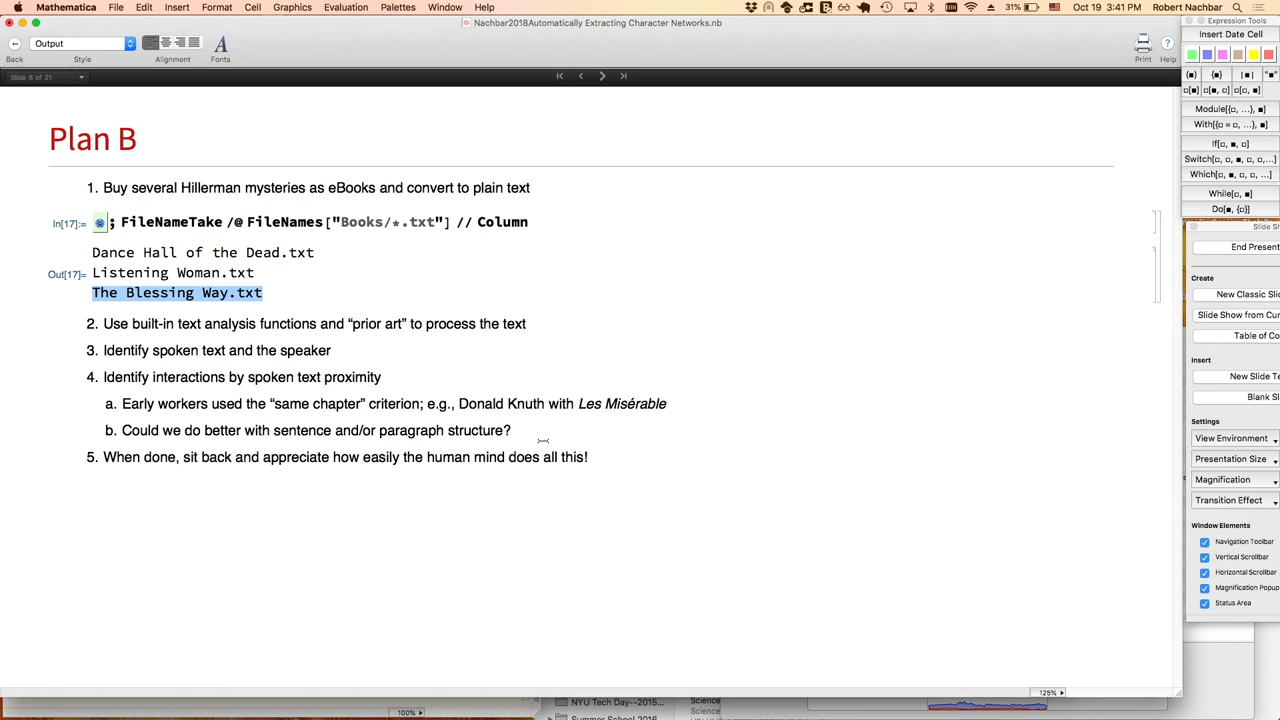 Mathematica File Edit Insert Format Cell Graphics Evaluation Palettes Window Help 31% Oct 19 3:41 PM Robert Nachbar
Nachbar2018Automatically Extracting Character Networks.nb
Expression Tools
Output
Back
Style
Alignment
Fonts
Print
Help
Insert Date Cell
Slide 8 of 21
Module[{□, …}, ■]
With[{□ = □, …}, ■]
If[□, ■, □]
Switch[□, □, ■, □, □,…]
Which[□, ■, □, □, …]
While[□, ■]
Do[■, {□}]
Plan B
1. Buy several Hillerman mysteries as eBooks and convert to plain text
In[17]:= ; FileNameTake /@ FileNames["Books/*.txt"] // Column
Dance Hall of the Dead.txt
Out[17]= Listening Woman.txt
The Blessing Way.txt
2. Use built-in text analysis functions and “prior art” to process the text
3. Identify spoken text and the speaker
4. Identify interactions by spoken text proximity
a. Early workers used the “same chapter” criterion; e.g., Donald Knuth with Les Misérable
b. Could we do better with sentence and/or paragraph structure?
5. When done, sit back and appreciate how easily the human mind does all this!
Slide Sh
End Present
Create
New Classic Slid
Slide Show from Cur
Table of Co
Insert
New Slide Te
Blank Sl
Settings
View Environment
Presentation Size
Magnification
Transition Effect
Window Elements
Navigation Toolbar
Vertical Scrollbar
Horizontal Scrollbar
Magnification Popup
Status Area
125%
100%
NYU Tech Day--2015...
Summer School 2016
Science